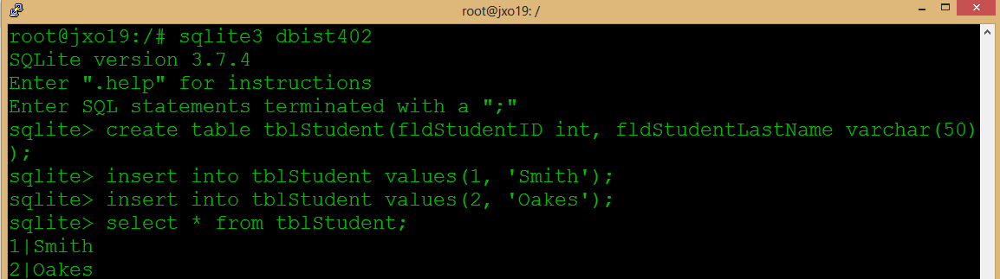 root@jxo19: /
root@jxo19:/# sqlite3 dbist402
SQLite version 3.7.4
Enter ".help" for instructions
Enter SQL statements terminated with a ";"
sqlite> create table tblStudent(fldStudentID int, fldStudentLastName varchar(50)
);
sqlite> insert into tblStudent values(1, 'Smith');
sqlite> insert into tblStudent values(2, 'Oakes');
sqlite> select * from tblStudent;
1|Smith
2|Oakes